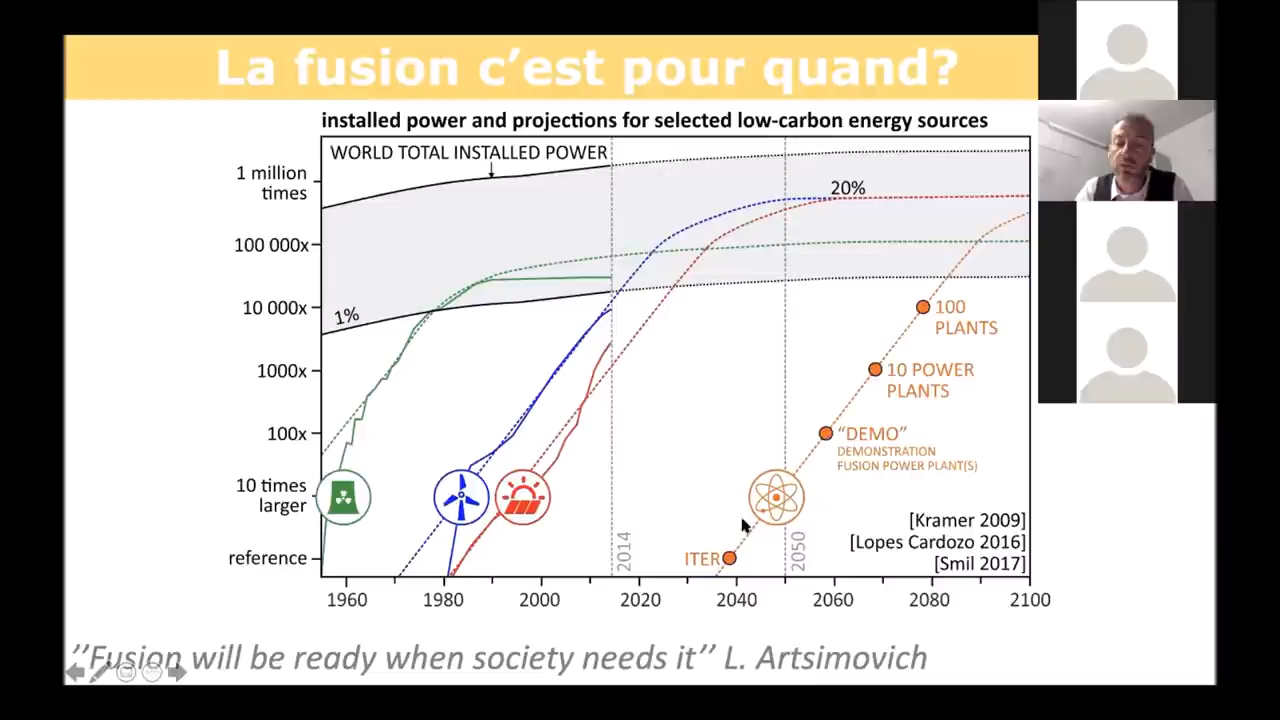 La fusion c’est pour quand?
installed power and projections for selected low-carbon energy sources
WORLD TOTAL INSTALLED POWER
1 million
times
100 000x
10 000x
1000x
100x
10 times
larger
reference
1%
20%
100
PLANTS
10 POWER
PLANTS
“DEMO”
DEMONSTRATION
FUSION POWER PLANT(S)
ITER
2014
2050
[Kramer 2009]
[Lopes Cardozo 2016]
[Smil 2017]
1960 1980 2000 2020 2040 2060 2080 2100
’’Fusion will be ready when society needs it’’ L. Artsimovich